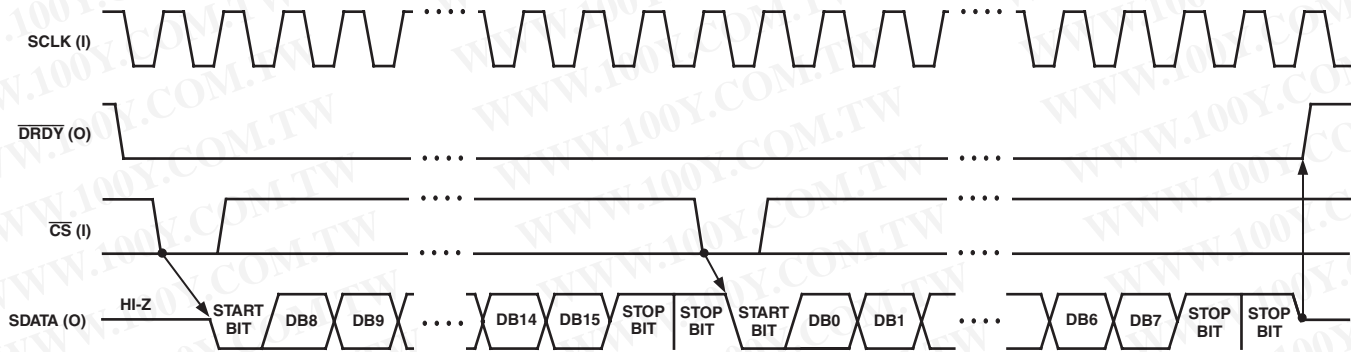 SCLK (I)
DRDY (O)
CS (I)
SDATA (O)
HI-Z
START BIT
DB8
DB9
DB14
DB15
STOP BIT
STOP BIT
START BIT
DB0
DB1
DB6
DB7
STOP BIT
STOP BIT
WWW.100Y.COM.TW